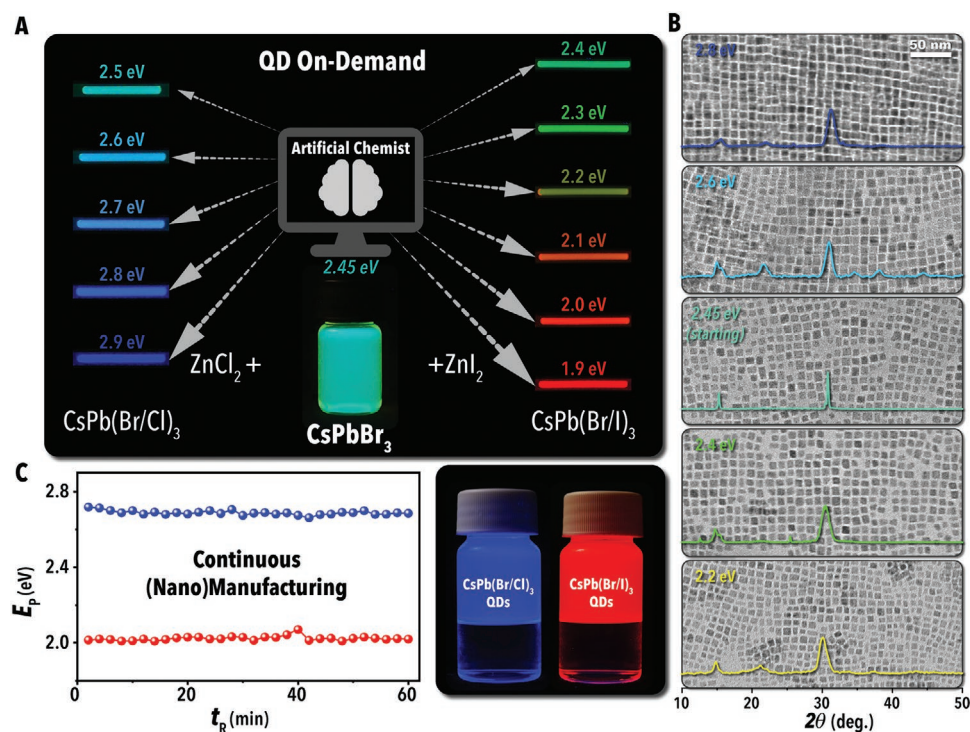 A
QD On-Demand
2.5 eV
2.6 eV
2.7 eV
2.8 eV
2.9 eV
Artificial Chemist
2.45 eV
2.4 eV
2.3 eV
2.2 eV
2.1 eV
2.0 eV
1.9 eV
ZnCl₂ +
+ZnI₂
CsPb(Br/Cl)₃
CsPbBr₃
CsPb(Br/I)₃
B
2.8 eV
50 nm
2.6 eV
2.45 eV
(starting)
2.4 eV
2.2 eV
10 20 30 40 50
2θ (deg.)
C
2.8
2.4
2.0
Eₚ (eV)
Continuous
(Nano)Manufacturing
0 20 40 60
t_R (min)
CsPb(Br/Cl)₃
QDs
CsPb(Br/I)₃
QDs